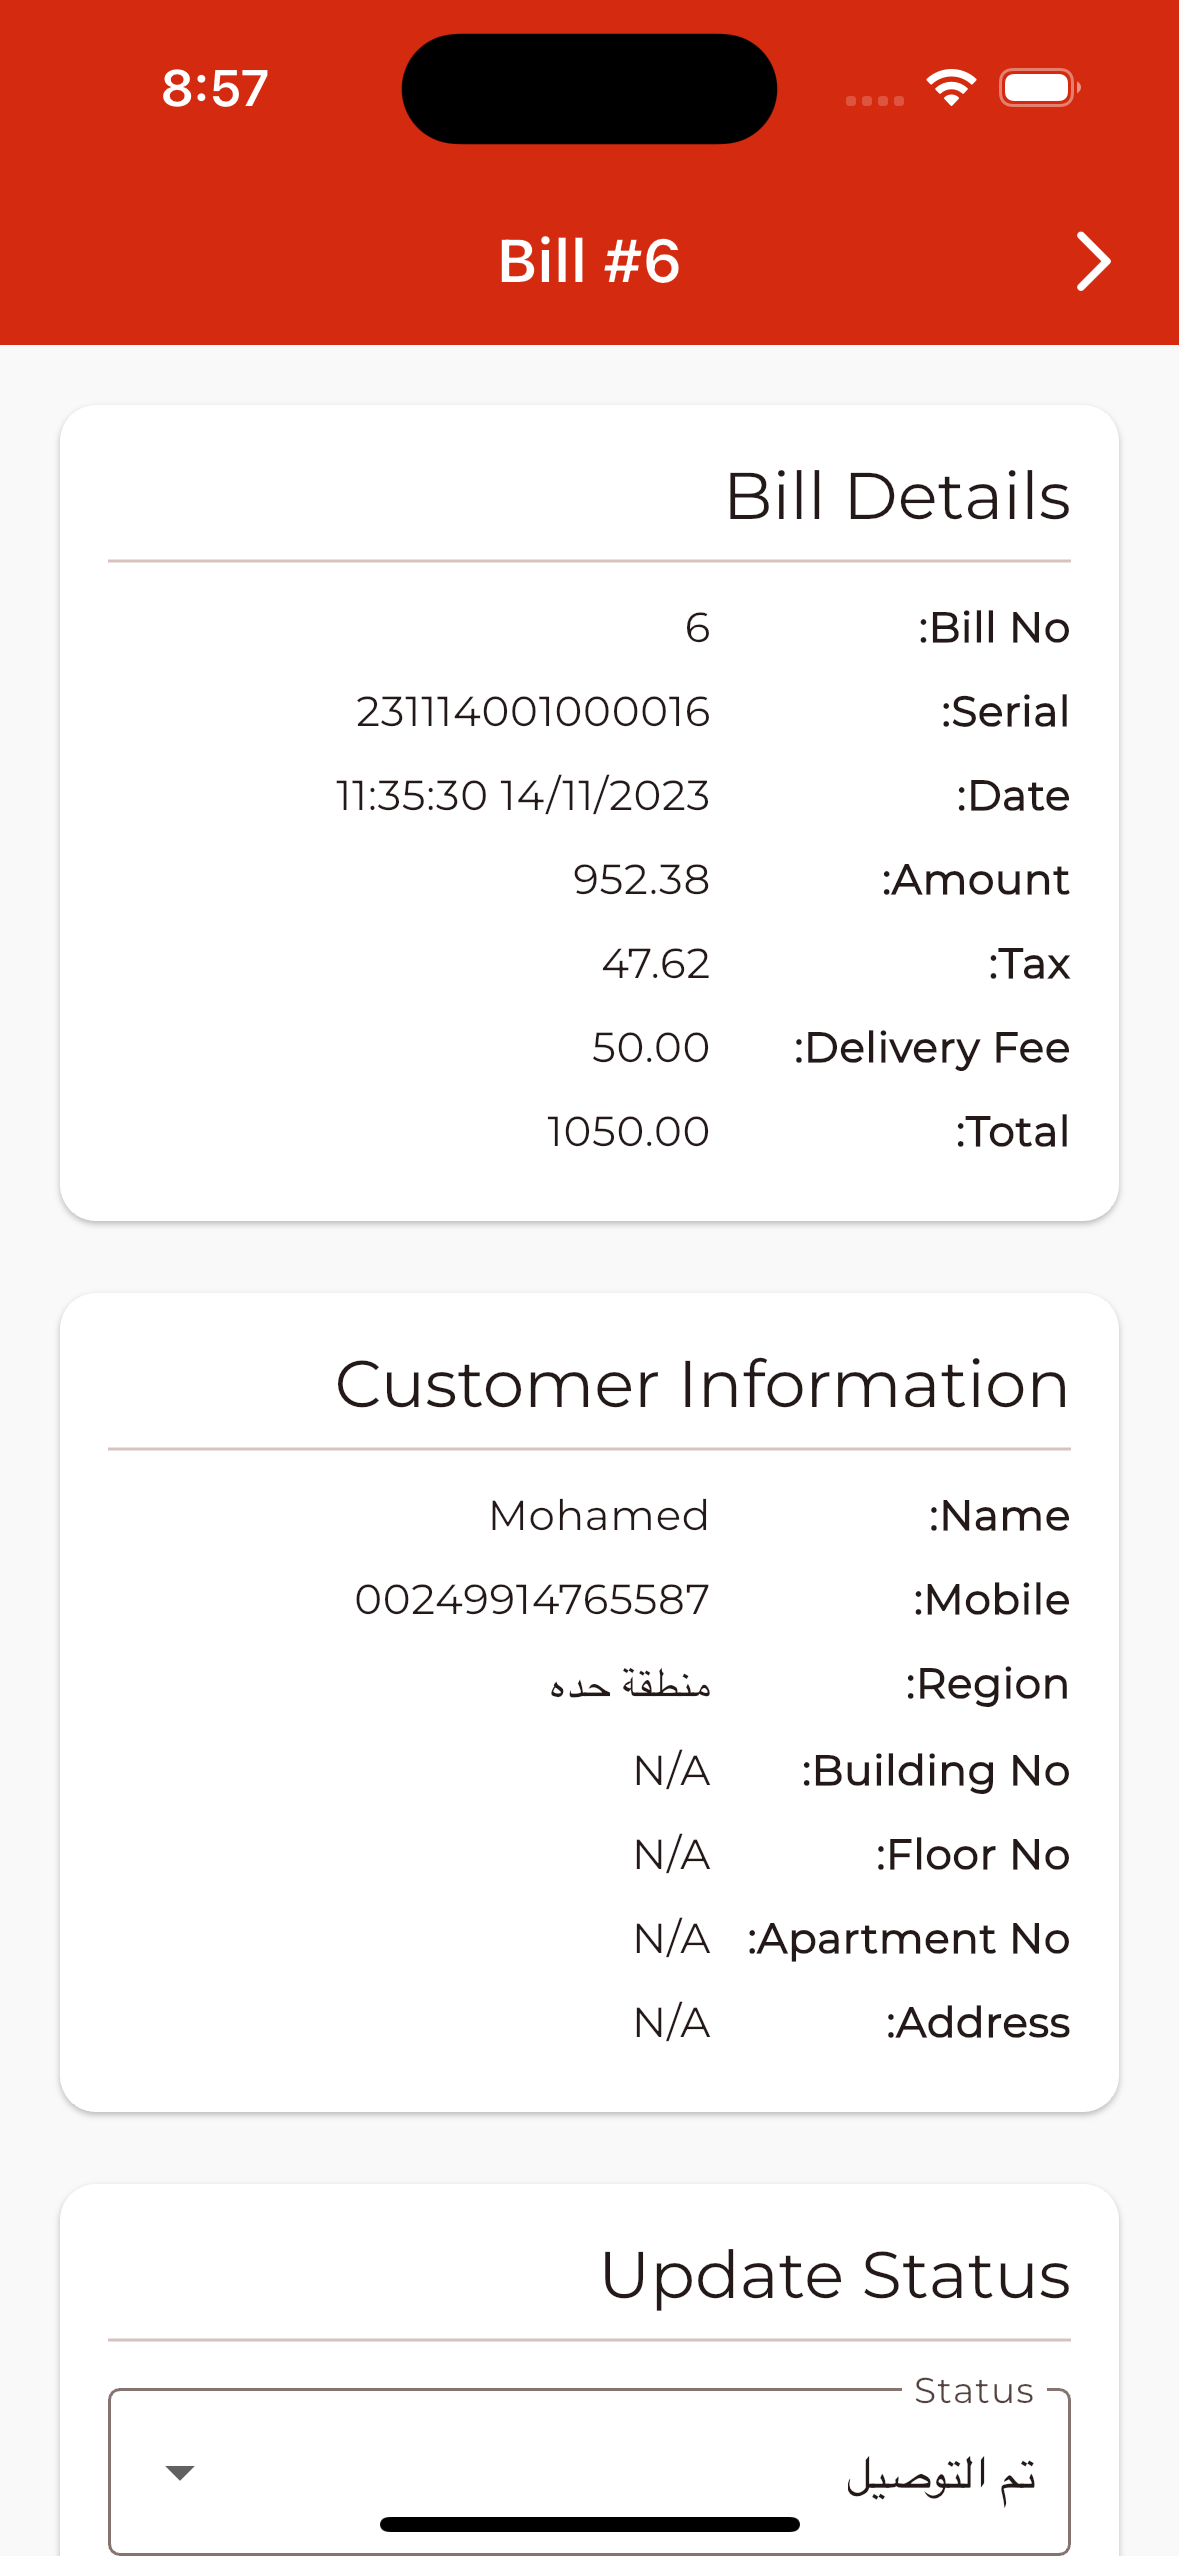 8:57
Bill #6
Bill Details
Bill No: 6
Serial: 231114001000016
Date: 11:35:30 14/11/2023
Amount: 952.38
Tax: 47.62
Delivery Fee: 50.00
Total: 1050.00
Customer Information
Name: Mohamed
Mobile: 00249914765587
Region: منطقة حده
Building No: N/A
Floor No: N/A
Apartment No: N/A
Address: N/A
Update Status
Status
تم التوصيل